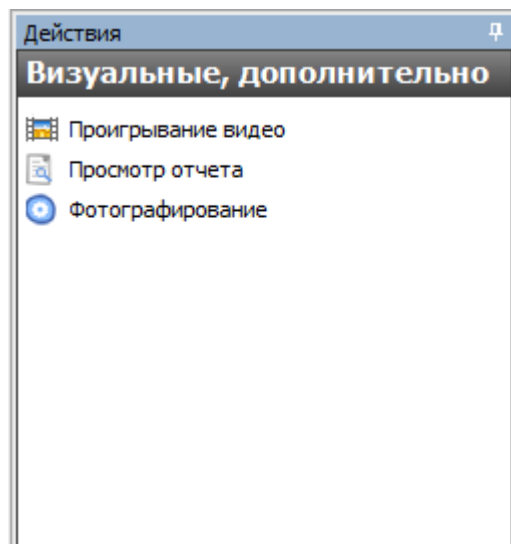 Действия
Визуальные, дополнительно
Проигрывание видео
Просмотр отчета
Фотографирование